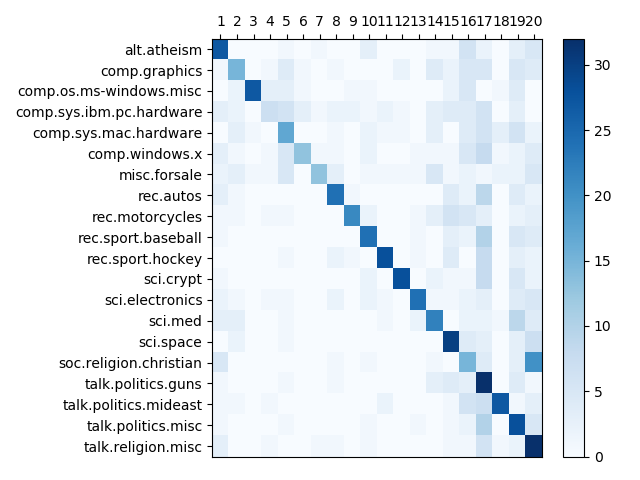 1 2 3 4 5 6 7 8 9 10 11 12 13 14 15 16 17 18 19 20
alt.atheism
comp.graphics
comp.os.ms-windows.misc
comp.sys.ibm.pc.hardware
comp.sys.mac.hardware
comp.windows.x
misc.forsale
rec.autos
rec.motorcycles
rec.sport.baseball
rec.sport.hockey
sci.crypt
sci.electronics
sci.med
sci.space
soc.religion.christian
talk.politics.guns
talk.politics.mideast
talk.politics.misc
talk.religion.misc
30
25
20
15
10
5
0